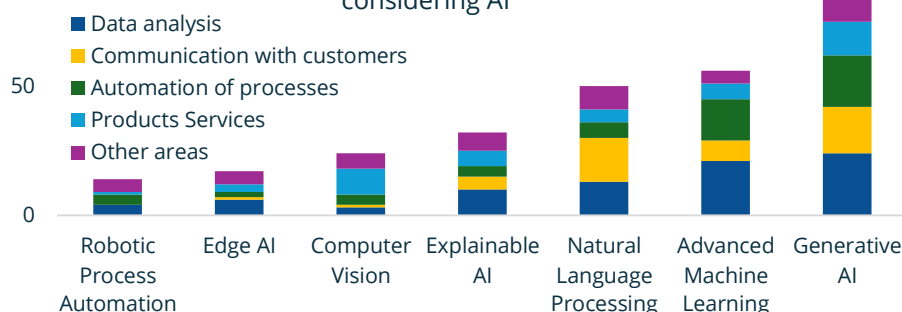 considering AI
Data analysis
Communication with customers
50
Automation of processes
Products Services
Other areas
0
Robotic Process Automation
Edge AI
Computer Vision
Explainable AI
Natural Language Processing
Advanced Machine Learning
Generative AI